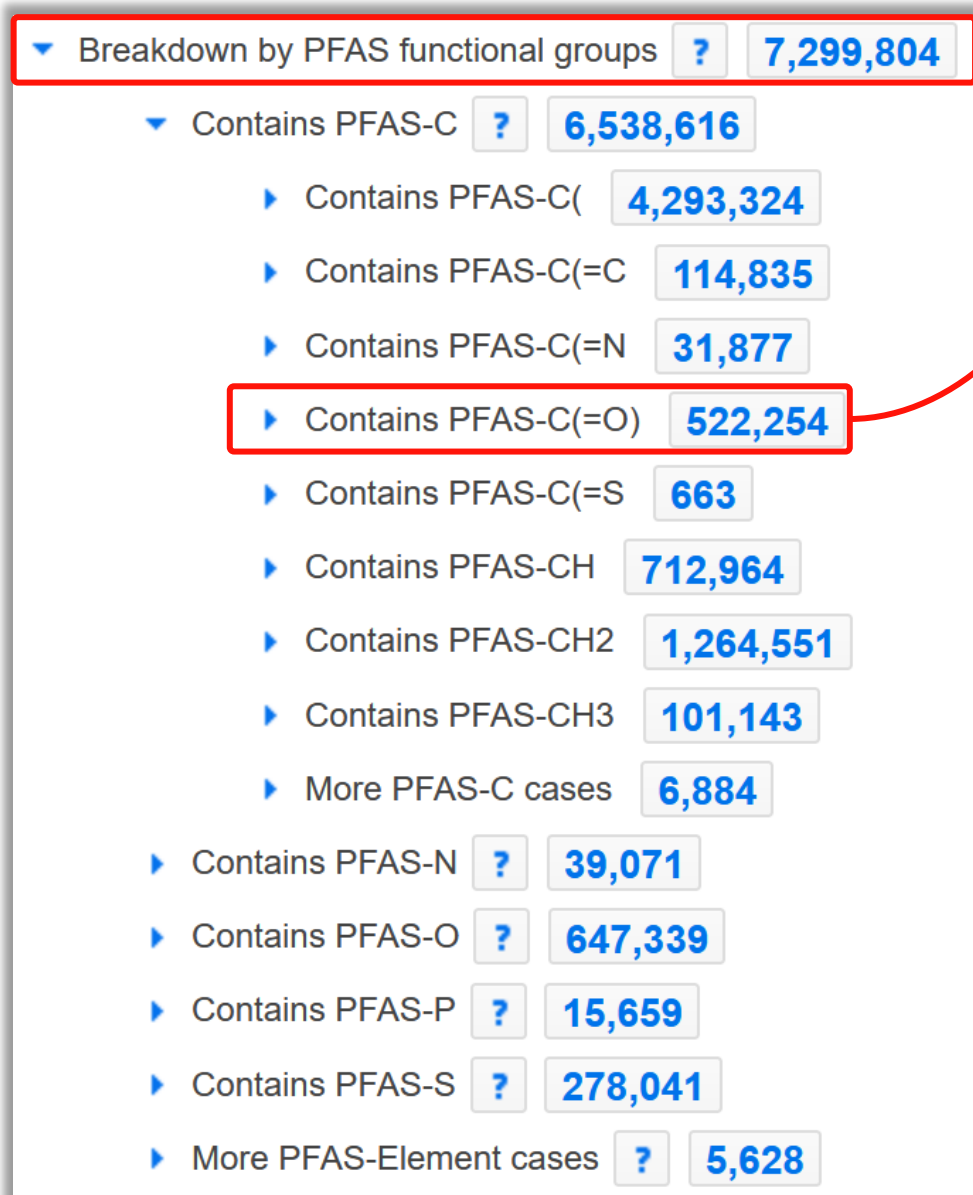 Breakdown by PFAS functional groups ? 7,299,804
Contains PFAS-C ? 6,538,616
Contains PFAS-C( 4,293,324
Contains PFAS-C(=C 114,835
Contains PFAS-C(=N 31,877
Contains PFAS-C(=O) 522,254
Contains PFAS-C(=S 663
Contains PFAS-CH 712,964
Contains PFAS-CH2 1,264,551
Contains PFAS-CH3 101,143
More PFAS-C cases 6,884
Contains PFAS-N ? 39,071
Contains PFAS-O ? 647,339
Contains PFAS-P ? 15,659
Contains PFAS-S ? 278,041
More PFAS-Element cases ? 5,628